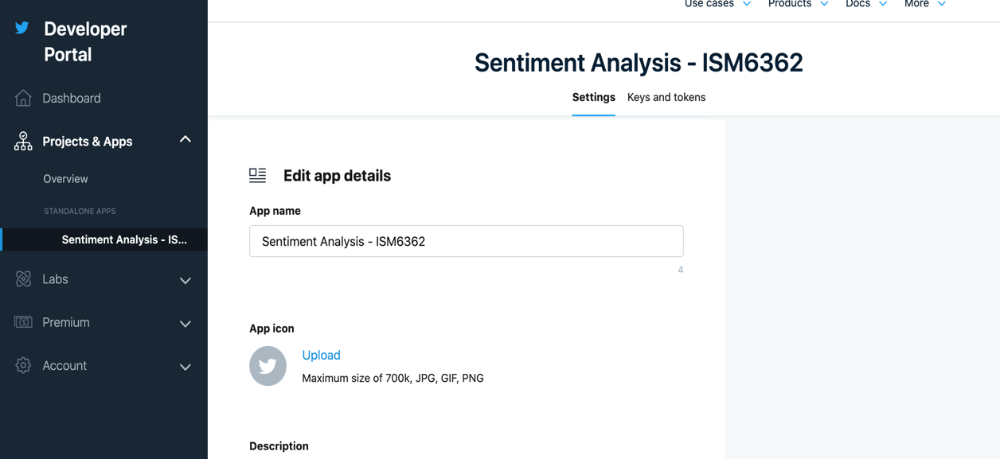 Developer
Portal
Dashboard
Projects & Apps
Overview
STANDALONE APPS
Sentiment Analysis - IS...
Labs
Premium
Account
Use cases Products Docs More
Sentiment Analysis - ISM6362
Settings Keys and tokens
Edit app details
App name
Sentiment Analysis - ISM6362
4
App icon
Upload
Maximum size of 700k, JPG, GIF, PNG
Description